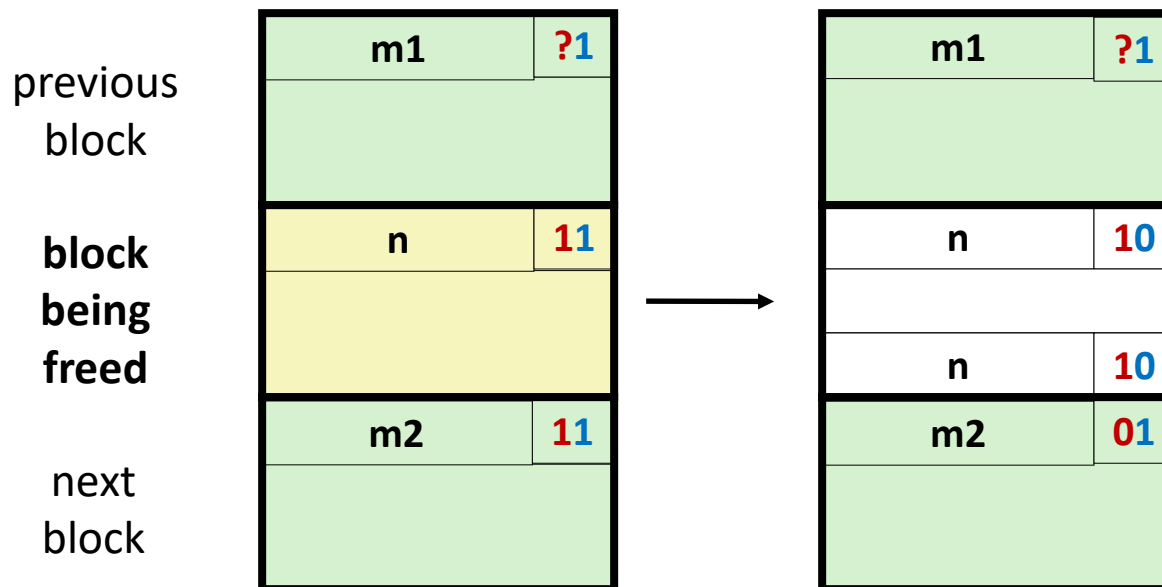 previous
block
m1 ?1
m1 ?1
block
being
freed
n 11
n 10
n 10
next
block
m2 11
m2 01